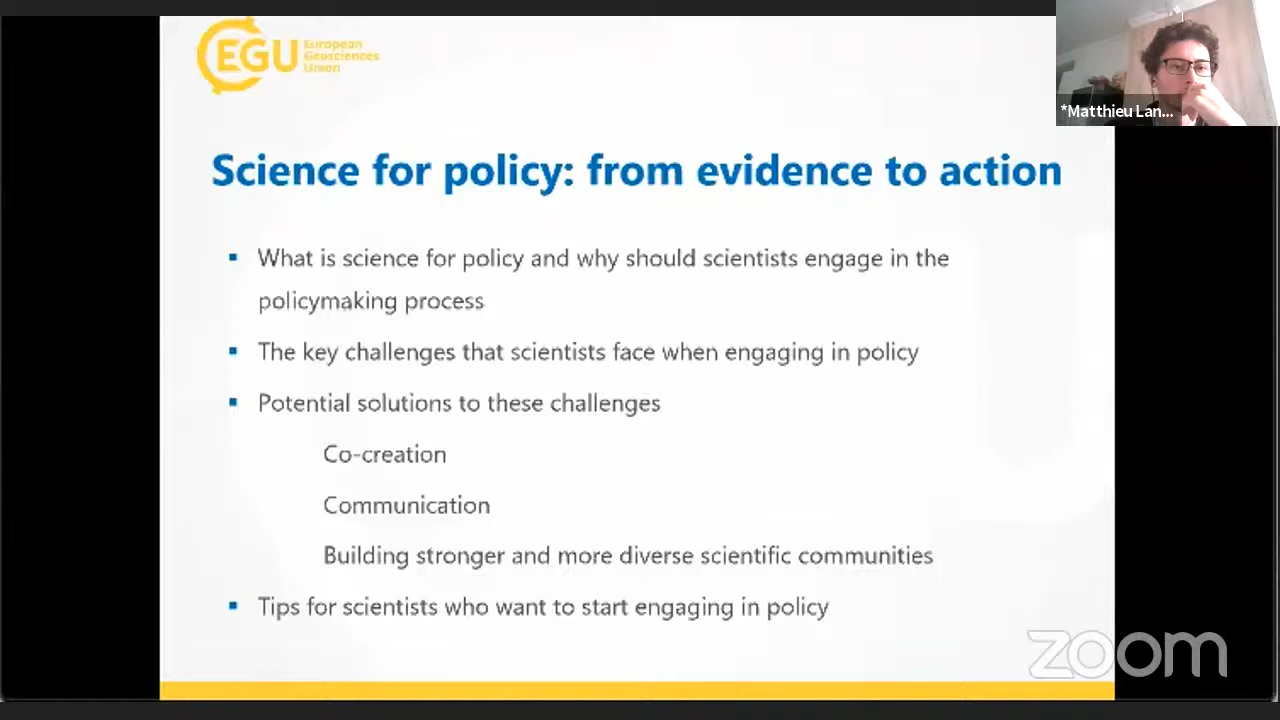 EGU European
Geosciences
Union
*Matthieu Lan...
Science for policy: from evidence to action
▪ What is science for policy and why should scientists engage in the
policymaking process
▪ The key challenges that scientists face when engaging in policy
▪ Potential solutions to these challenges
Co-creation
Communication
Building stronger and more diverse scientific communities
▪ Tips for scientists who want to start engaging in policy
zoom